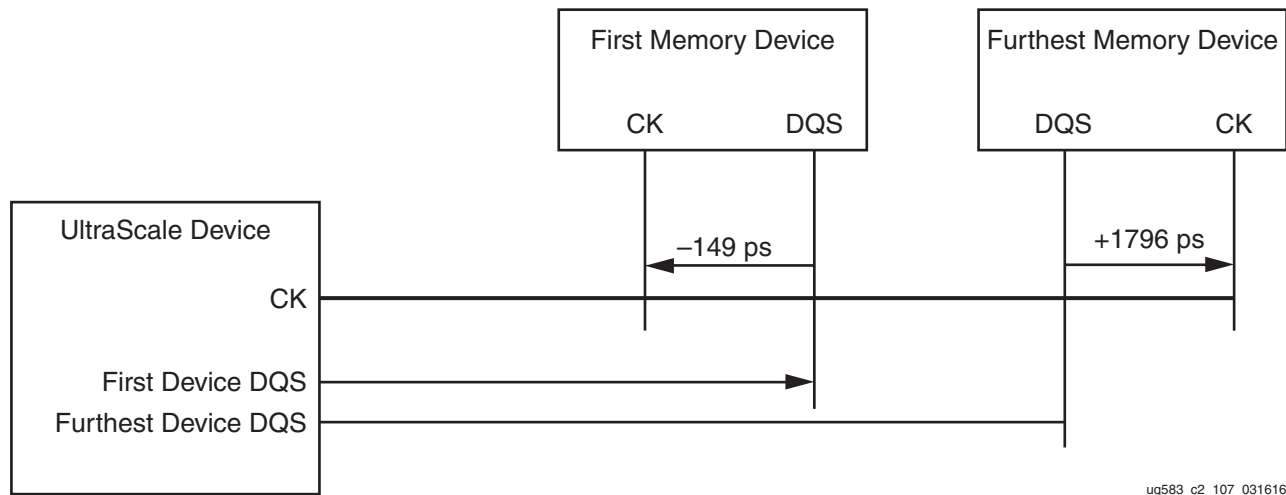 First Memory Device
Furthest Memory Device
CK
DQS
DQS
CK
UltraScale Device
–149 ps
+1796 ps
CK
First Device DQS
Furthest Device DQS
ug583_c2_107_031616